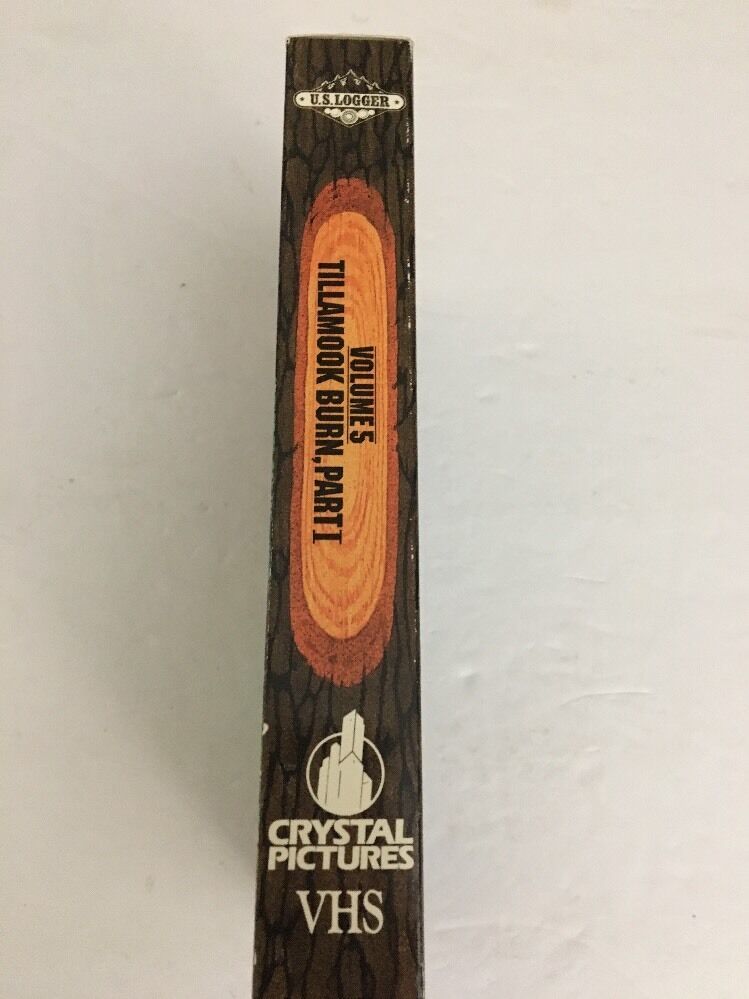 U.S. LOGGER
VOLUME 5
TILLAMOOK BURN, PART I
CRYSTAL
PICTURES
VHS